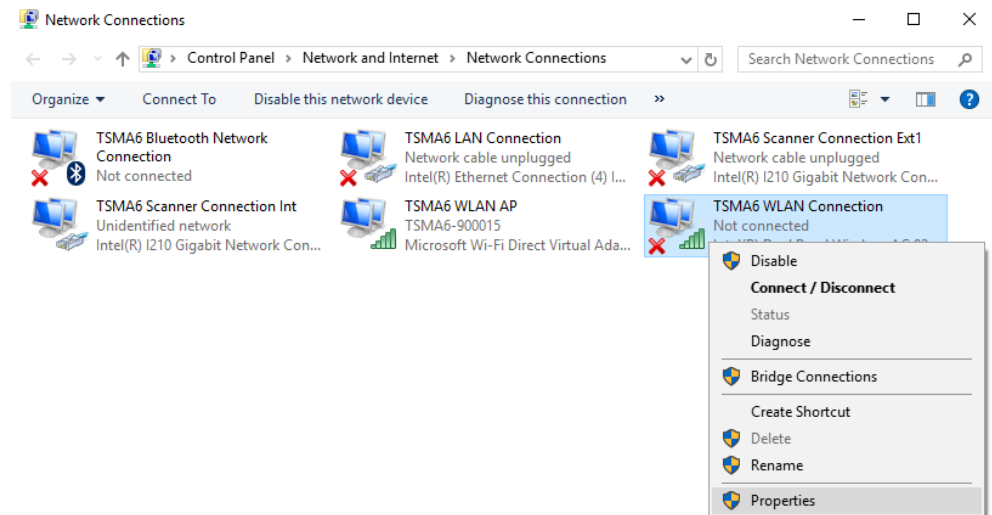 Network Connections
Control Panel > Network and Internet > Network Connections
Search Network Connections
Organize
Connect To
Disable this network device
Diagnose this connection
»
TSMA6 Bluetooth Network
Connection
Not connected
TSMA6 LAN Connection
Network cable unplugged
Intel(R) Ethernet Connection (4) I...
TSMA6 Scanner Connection Ext1
Network cable unplugged
Intel(R) I210 Gigabit Network Con...
TSMA6 Scanner Connection Int
Unidentified network
Intel(R) I210 Gigabit Network Con...
TSMA6 WLAN AP
TSMA6-900015
Microsoft Wi-Fi Direct Virtual Ada...
TSMA6 WLAN Connection
Not connected
Disable
Connect / Disconnect
Status
Diagnose
Bridge Connections
Create Shortcut
Delete
Rename
Properties